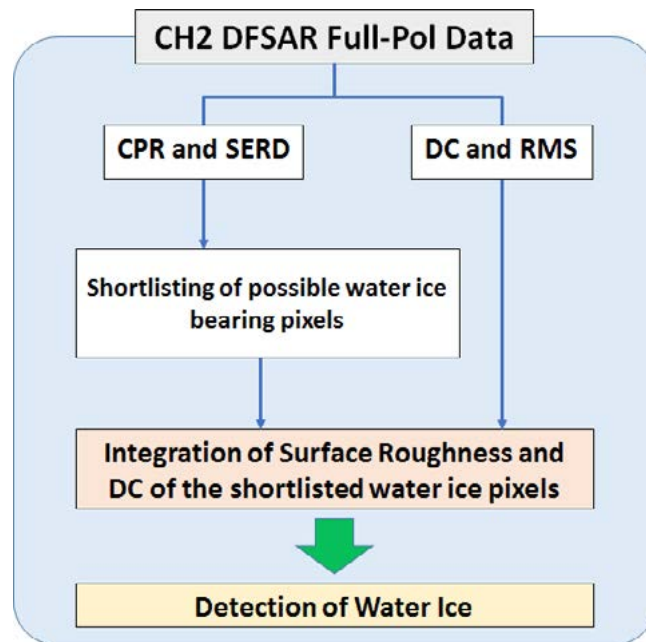 CH2 DFSAR Full-Pol Data
CPR and SERD
DC and RMS
Shortlisting of possible water ice
bearing pixels
Integration of Surface Roughness and
DC of the shortlisted water ice pixels
Detection of Water Ice